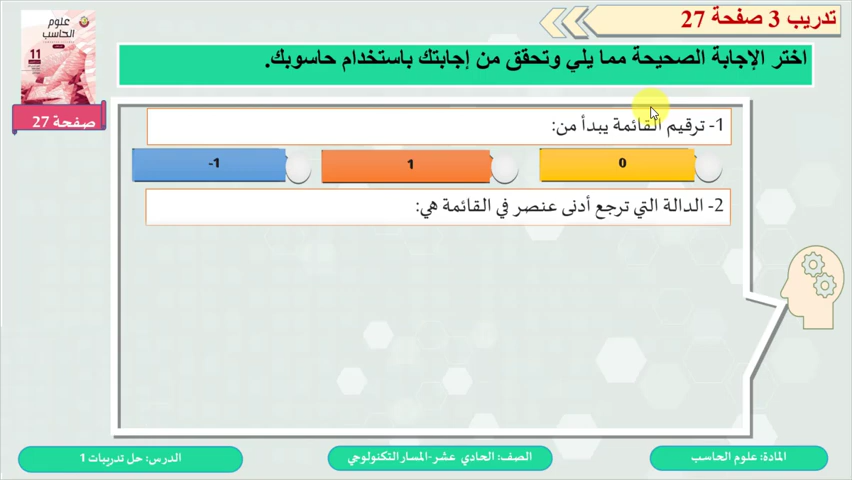 تدريب 3 صفحة 27
علوم
الحاسب
11
صفحة 27
اختر الإجابة الصحيحة مما يلي وتحقق من إجابتك باستخدام حاسوبك.
1- ترقيم القائمة يبدأ من:
0
1
-1
2- الدالة التي ترجع أدنى عنصر في القائمة هي:
المادة: علوم الحاسب
الصف: الحادي عشر-المسار التكنولوجي
الدرس: حل تدريبات 1